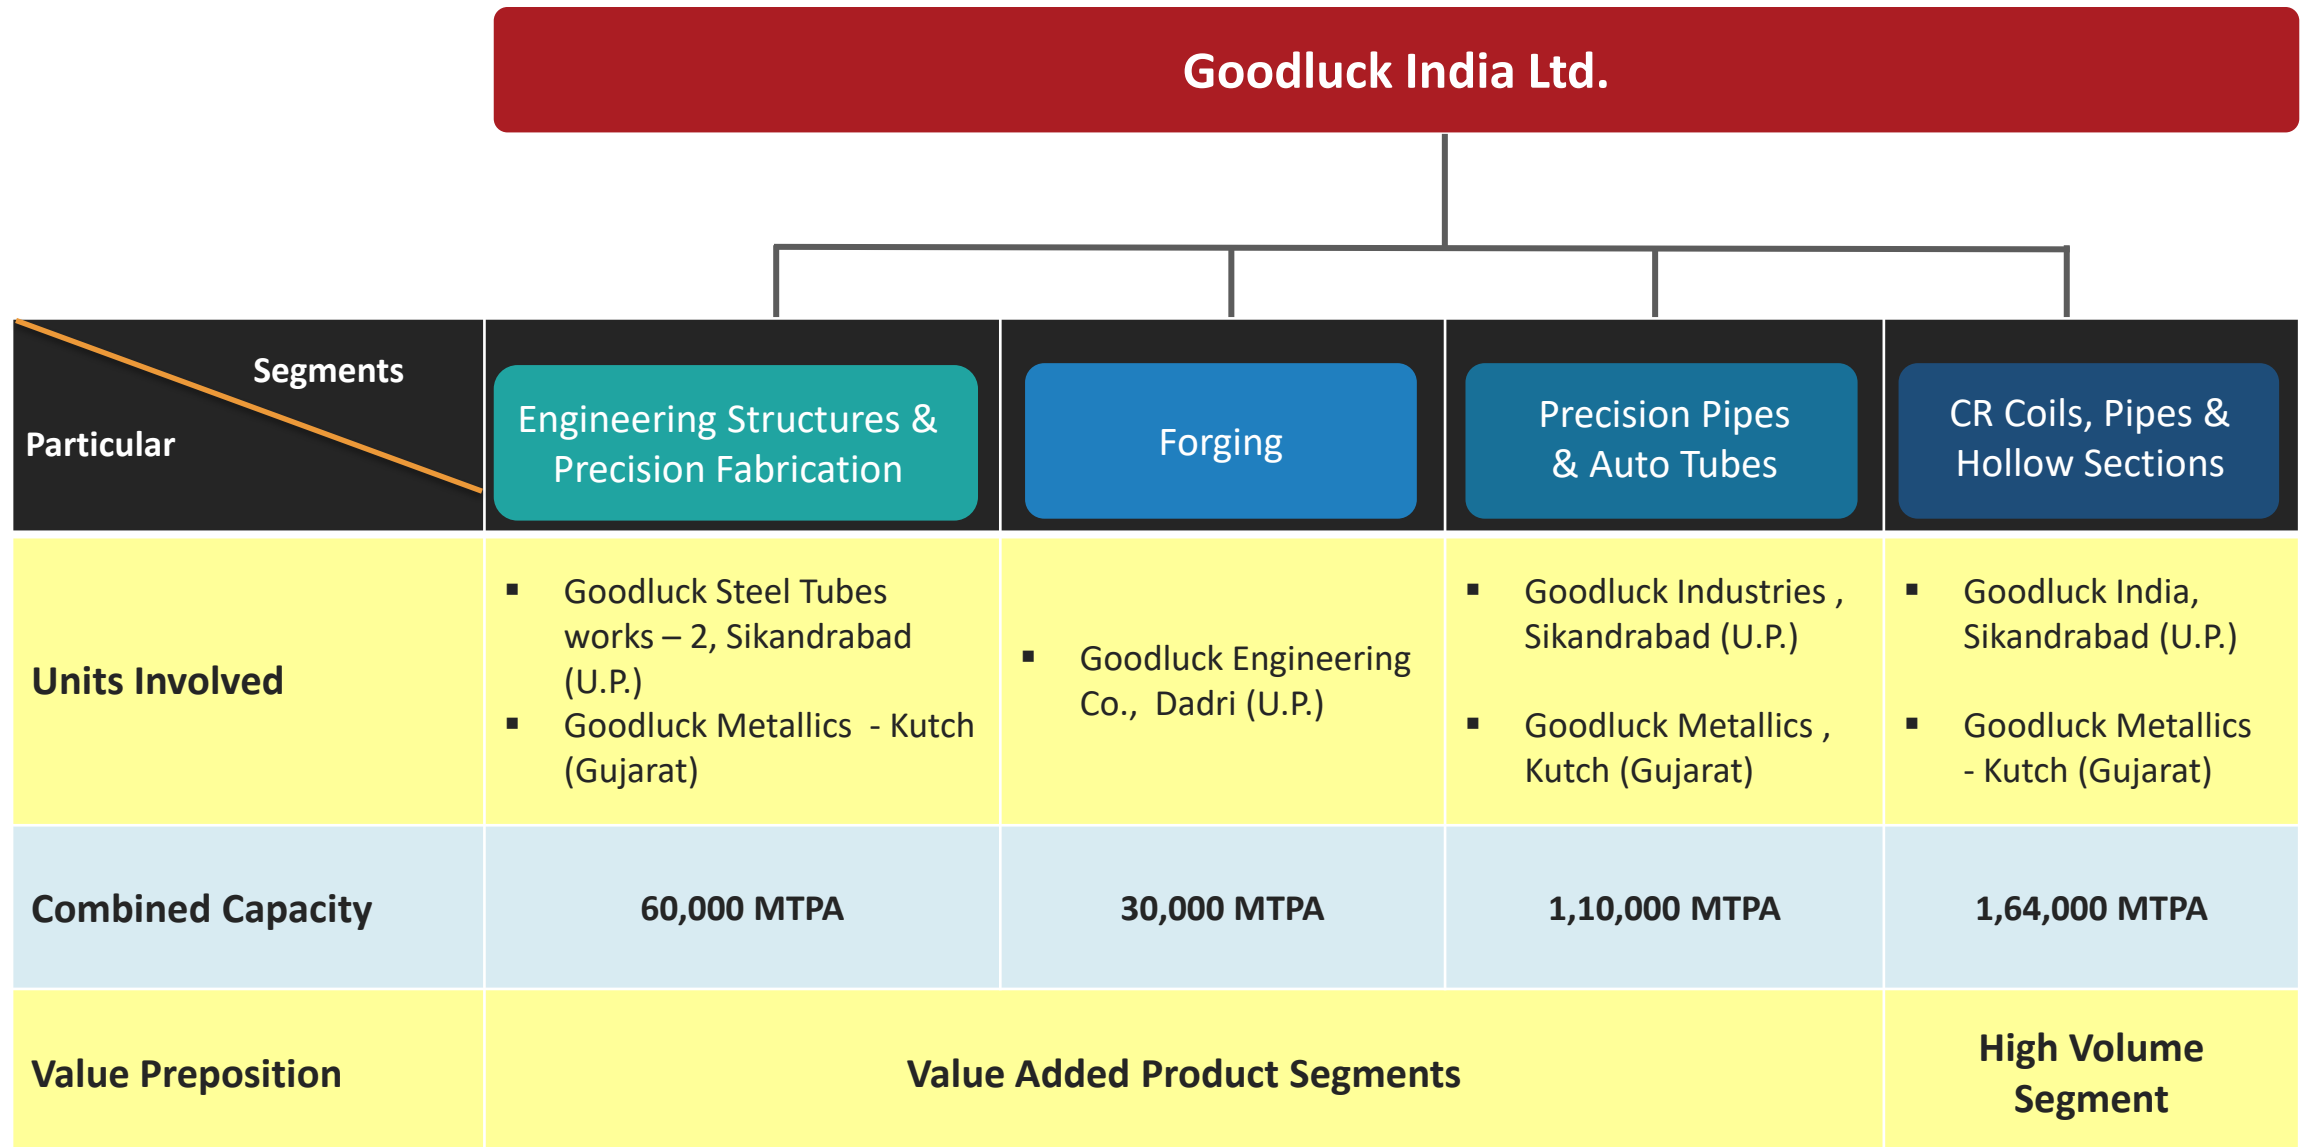 Goodluck India Ltd.
Segments
Particular
Engineering Structures &
Precision Fabrication
Forging
Precision Pipes
& Auto Tubes
CR Coils, Pipes &
Hollow Sections
Units Involved
▪ Goodluck Steel Tubes
works – 2, Sikandrabad
(U.P.)
▪ Goodluck Metallics - Kutch
(Gujarat)
▪ Goodluck Engineering
Co., Dadri (U.P.)
▪ Goodluck Industries ,
Sikandrabad (U.P.)
▪ Goodluck Metallics ,
Kutch (Gujarat)
▪ Goodluck India,
Sikandrabad (U.P.)
▪ Goodluck Metallics
- Kutch (Gujarat)
Combined Capacity
60,000 MTPA
30,000 MTPA
1,10,000 MTPA
1,64,000 MTPA
Value Preposition
Value Added Product Segments
High Volume
Segment